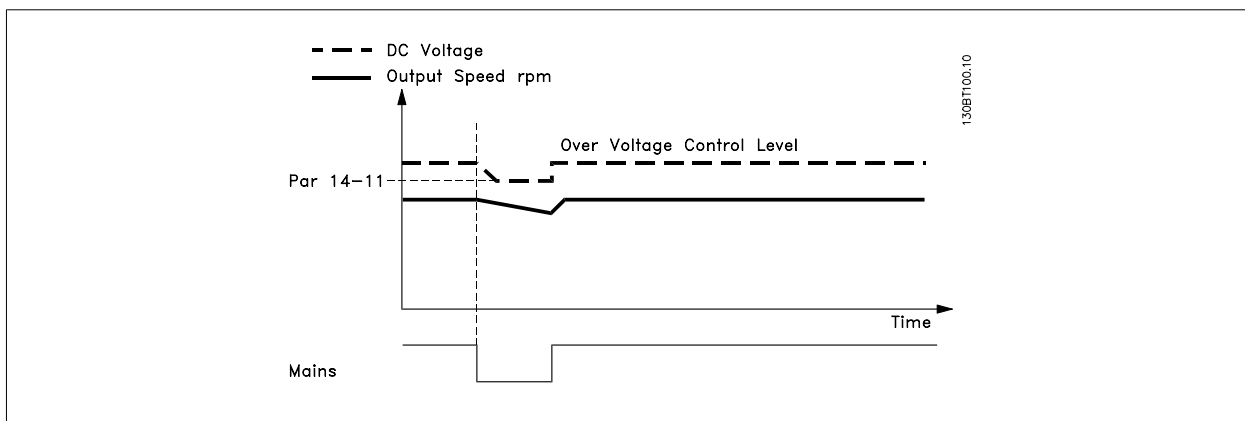 DC Voltage
Output Speed rpm
130BT100.10
Over Voltage Control Level
Par 14-11
Time
Mains